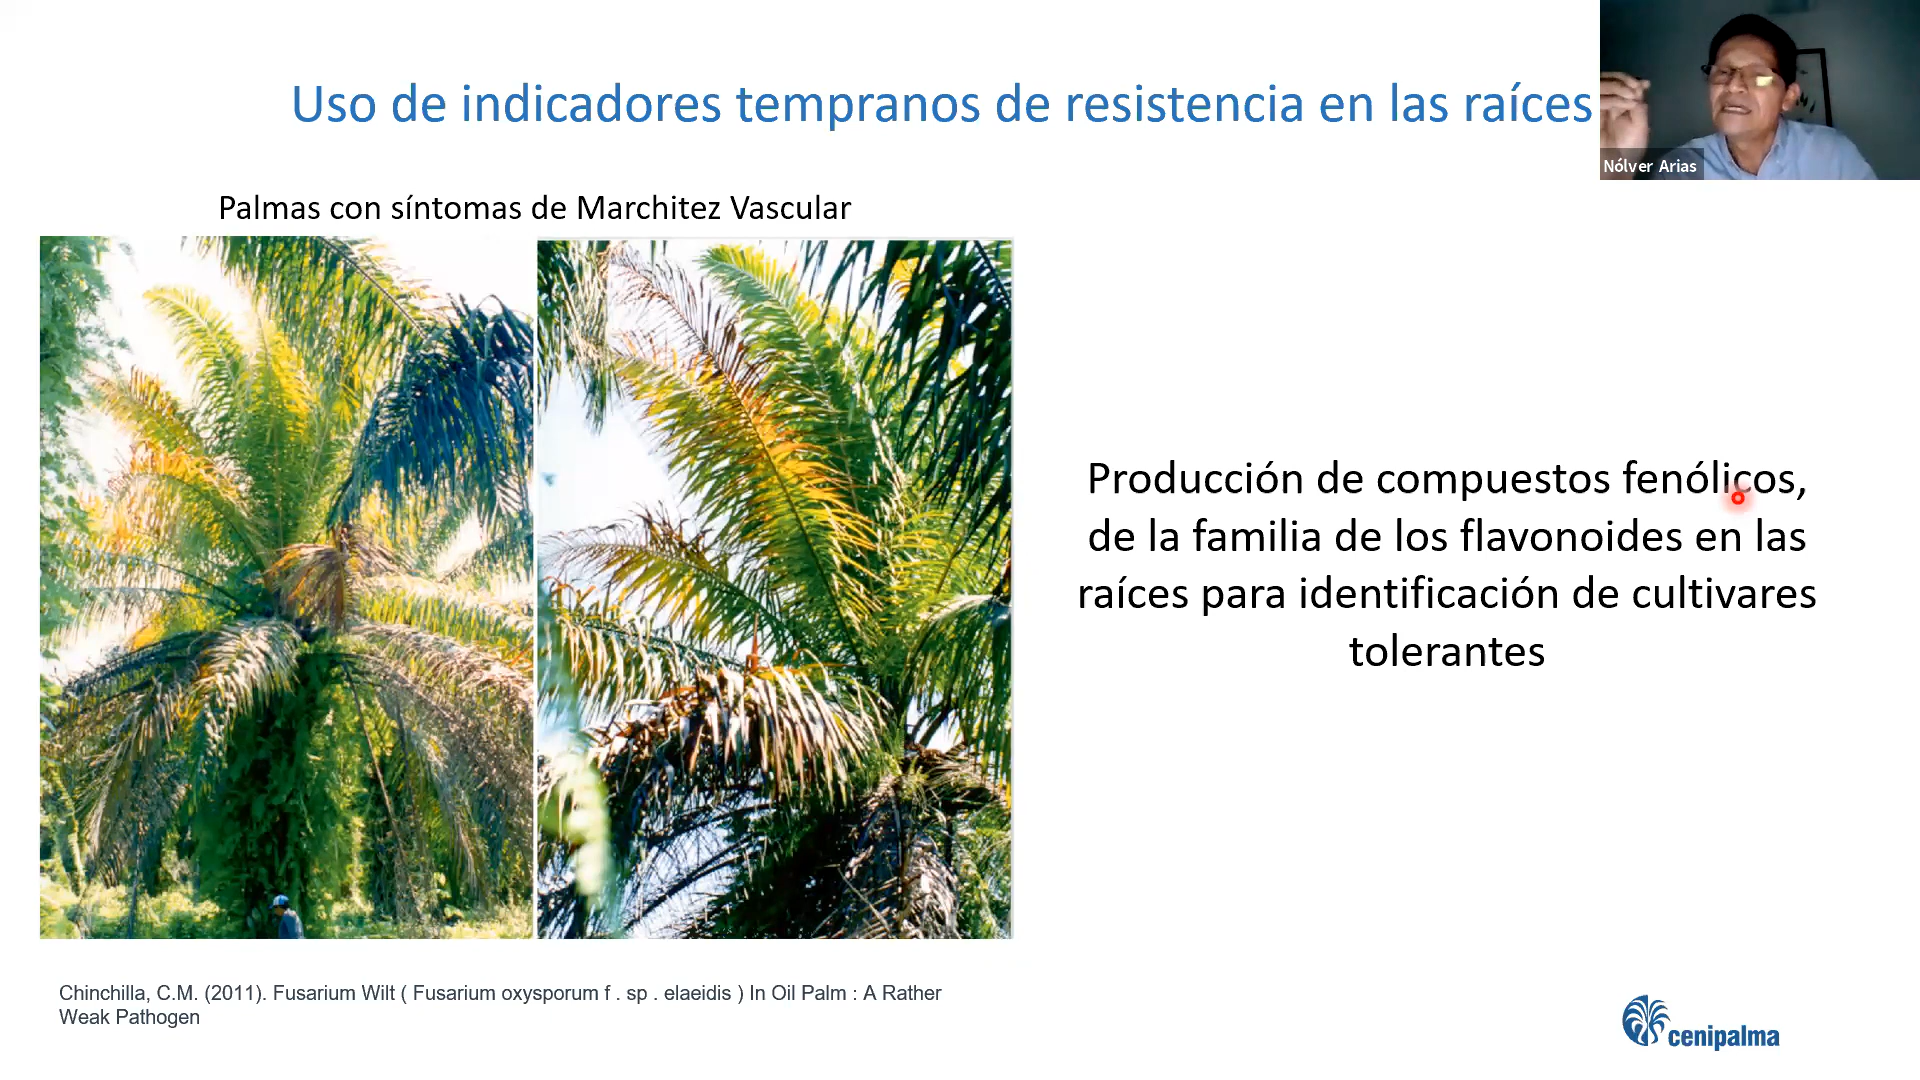 Uso de indicadores tempranos de resistencia en las raíces
Nólver Arias
Palmas con síntomas de Marchitez Vascular
Producción de compuestos fenólicos,
de la familia de los flavonoides en las
raíces para identificación de cultivares
tolerantes
Chinchilla, C.M. (2011). Fusarium Wilt ( Fusarium oxysporum f . sp . elaeidis ) In Oil Palm : A Rather
Weak Pathogen
cenipalma